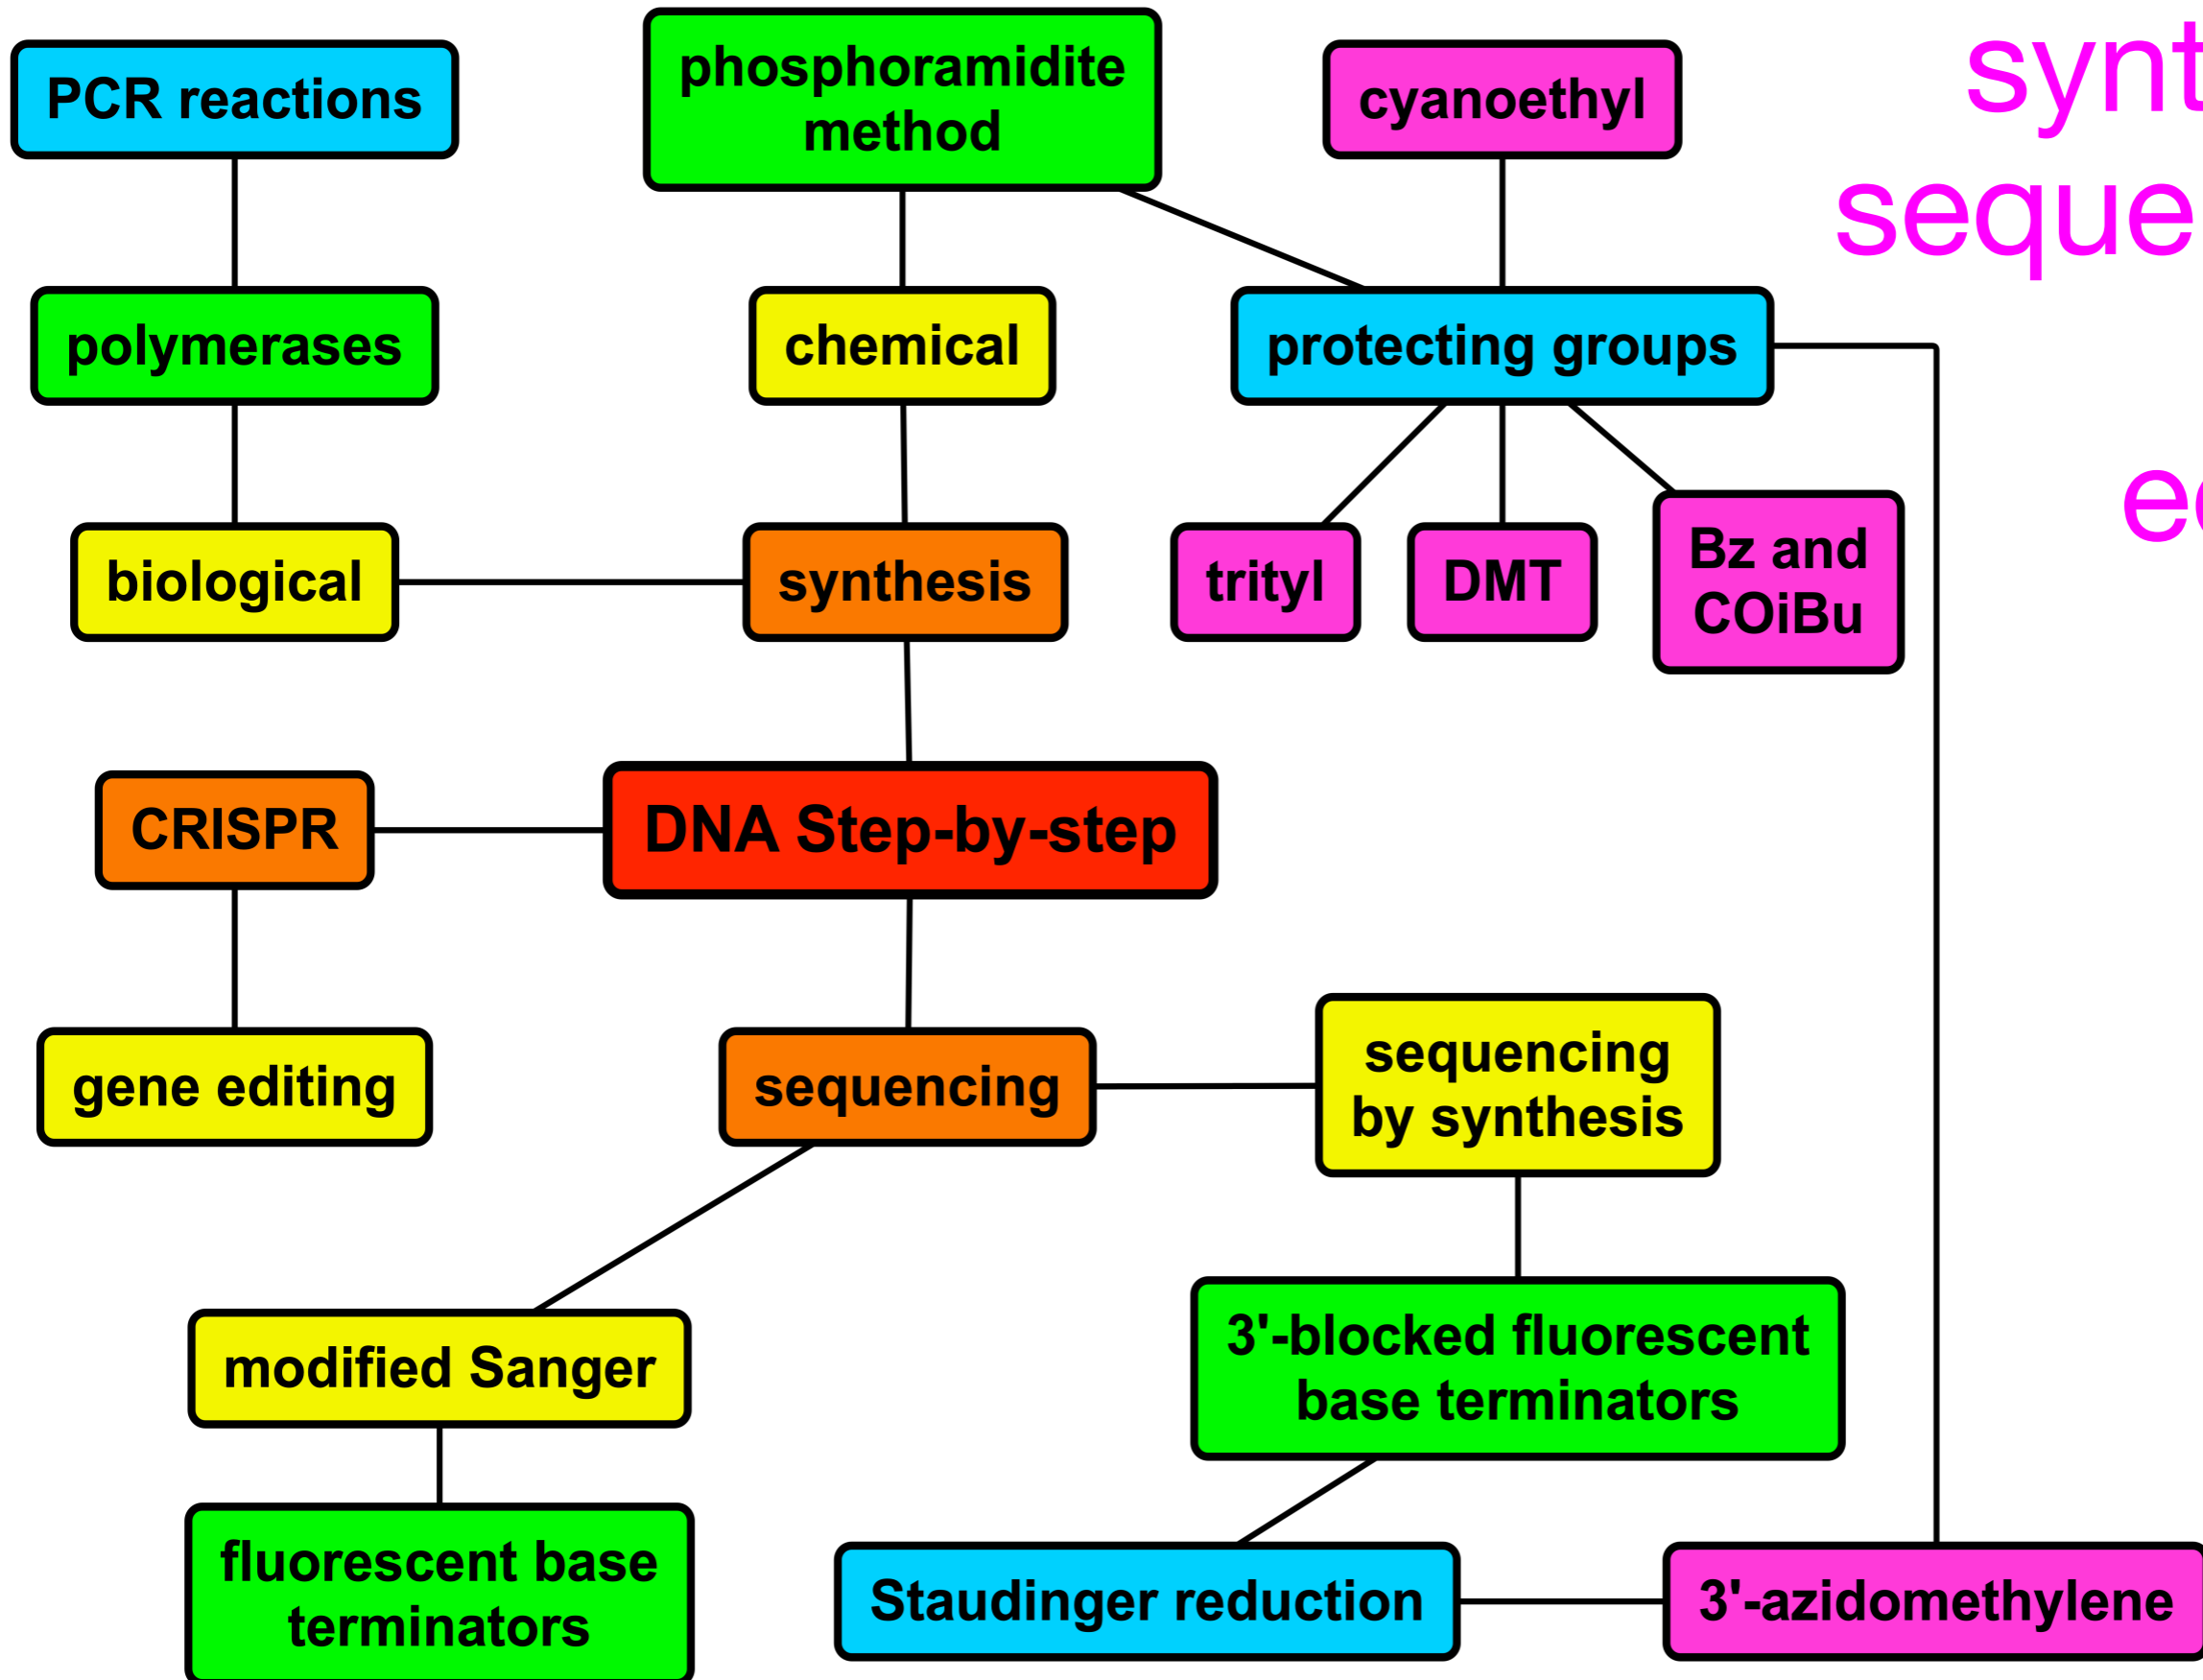 PCR reactions
phosphoramidite
method
cyanoethyl
polymerases
chemical
protecting groups
biological
synthesis
trityl
DMT
Bz and
COiBu
CRISPR
DNA Step-by-step
gene editing
sequencing
sequencing
by synthesis
modified Sanger
3'-blocked fluorescent
base terminators
fluorescent base
terminators
Staudinger reduction
3'-azidomethylene